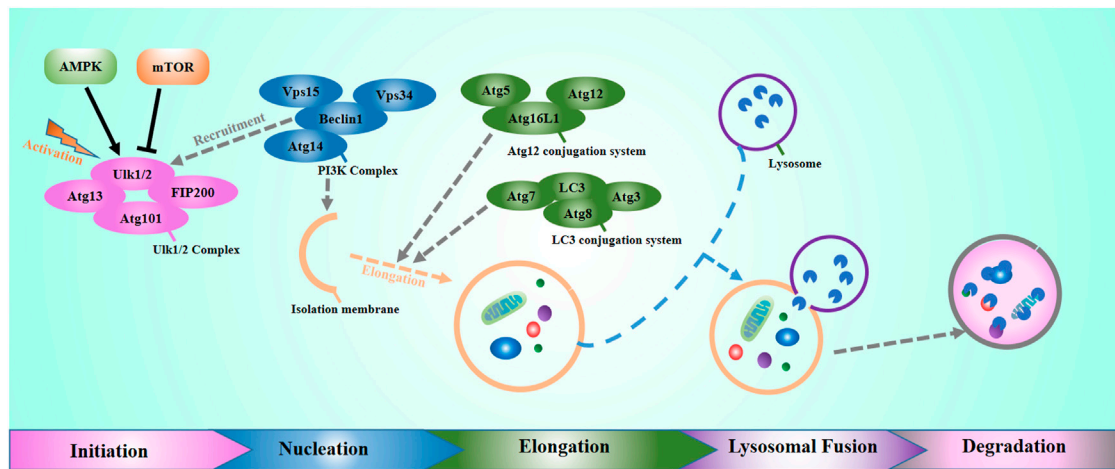 AMPK
mTOR
Activation
Recruitment
Ulk1/2
Atg13
FIP200
Atg101
Ulk1/2 Complex
Vps15
Vps34
Beclin1
Atg14
PI3K Complex
Isolation membrane
Elongation
Atg5
Atg12
Atg16L1
Atg12 conjugation system
LC3
Atg7
Atg3
Atg8
LC3 conjugation system
Lysosome
Initiation
Nucleation
Elongation
Lysosomal Fusion
Degradation